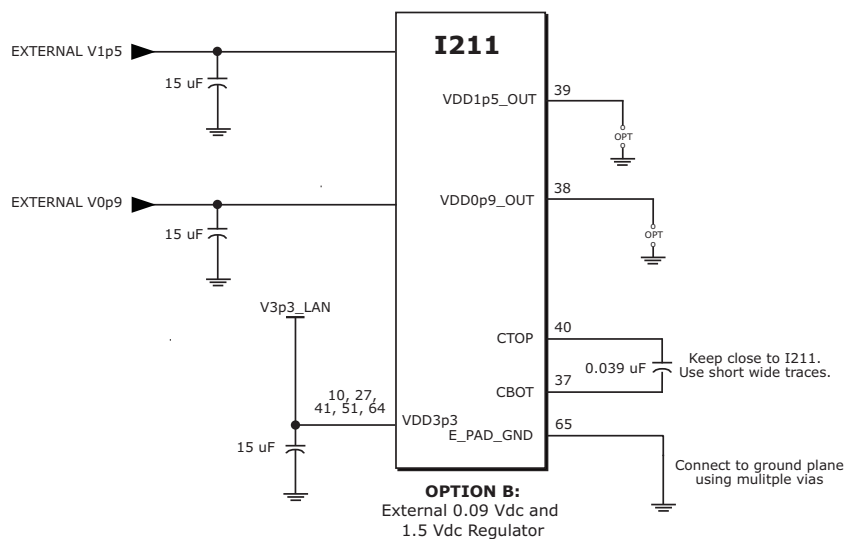 I211
EXTERNAL V1p5
15 uF
VDD1p5_OUT
39
OPT
EXTERNAL V0p9
15 uF
VDD0p9_OUT
38
OPT
V3p3_LAN
CTOP
40
0.039 uF
Keep close to I211.
Use short wide traces.
CBOT
37
10, 27,
41, 51, 64
VDD3p3
15 uF
E_PAD_GND
65
Connect to ground plane
using mulitple vias
OPTION B:
External 0.09 Vdc and
1.5 Vdc Regulator